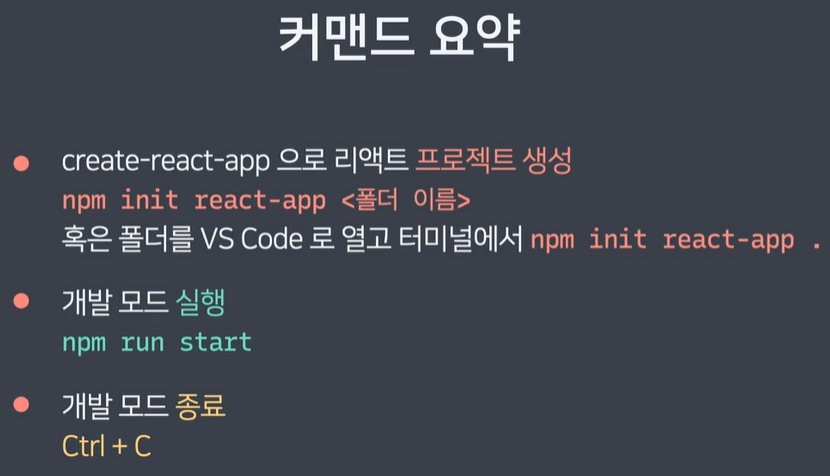 커맨드 요약
create-react-app 으로 리액트 프로젝트 생성
npm init react-app <폴더 이름>
혹은 폴더를 VS Code 로 열고 터미널에서 npm init react-app .
개발 모드 실행
npm run start
개발 모드 종료
Ctrl + C